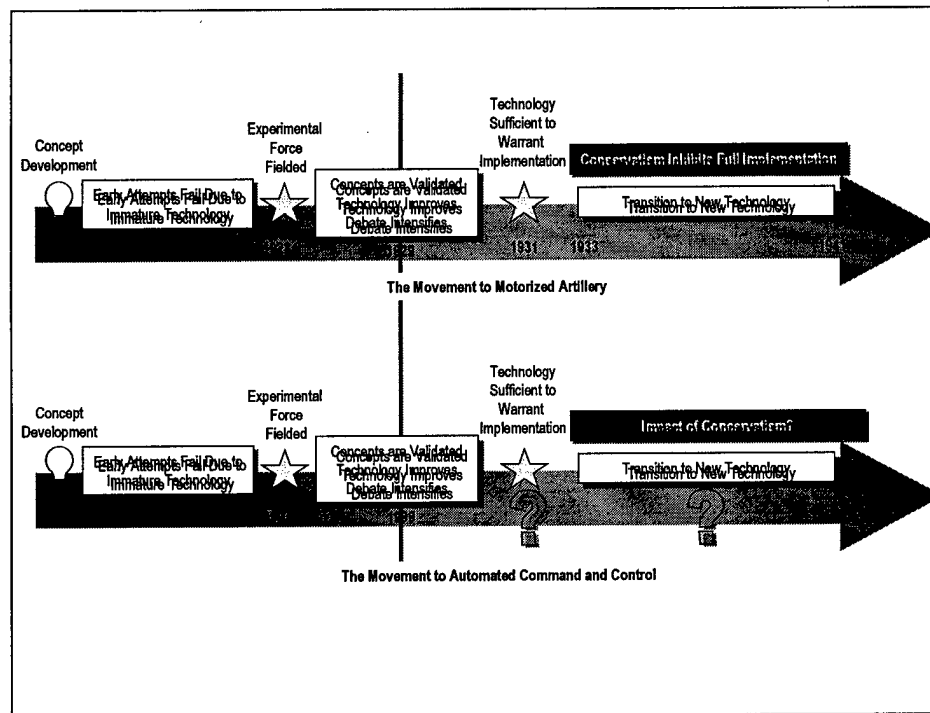 Concept
Development
Early Attempts Fail Due to
Immature Technology
Experimental
Force
Fielded
Concepts are Validated
Technology Improves
Debate Intensifies
Technology
Sufficient to
Warrant
Implementation
Conservatism Inhibits Full Implementation
Transition to New Technology
1931
1933
The Movement to Motorized Artillery
Concept
Development
Early Attempts Fail Due to
Immature Technology
Experimental
Force
Fielded
Concepts are Validated
Technology Improves
Debate Intensifies
Technology
Sufficient to
Warrant
Implementation
Impact of Conservatism?
Transition to New Technology
?
?
The Movement to Automated Command and Control